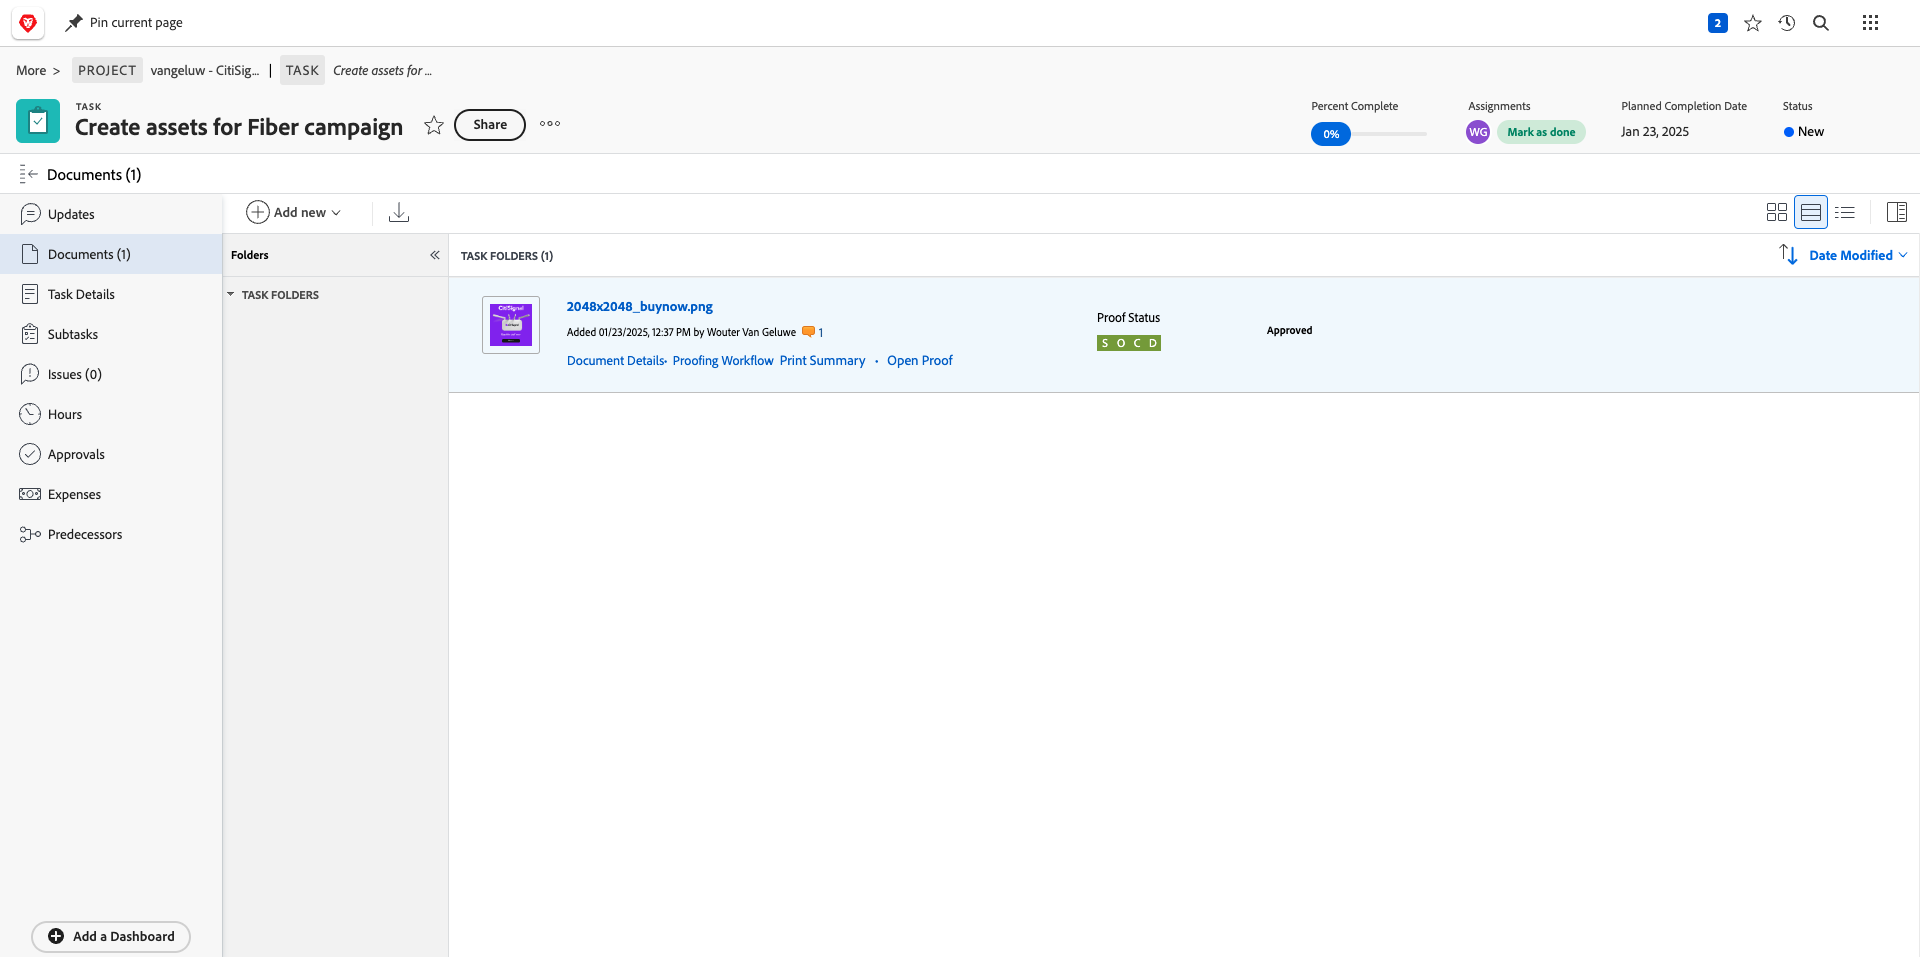 Pin current page
2
More >
PROJECT
vangeluw - CitiSig...
|
TASK
Create assets for ...
TASK
Create assets for Fiber campaign
Share
Percent Complete
0%
Assignments
WG
Mark as done
Planned Completion Date
Jan 23, 2025
Status
New
Documents (1)
Updates
Documents (1)
Task Details
Subtasks
Issues (0)
Hours
Approvals
Expenses
Predecessors
Add a Dashboard
Add new
Folders
TASK FOLDERS
TASK FOLDERS (1)
Date Modified
CitiSignal
2048x2048_buynow.png
Added 01/23/2025, 12:37 PM by Wouter Van Geluwe 1
Document Details • Proofing Workflow Print Summary • Open Proof
Proof Status
S O C D
Approved